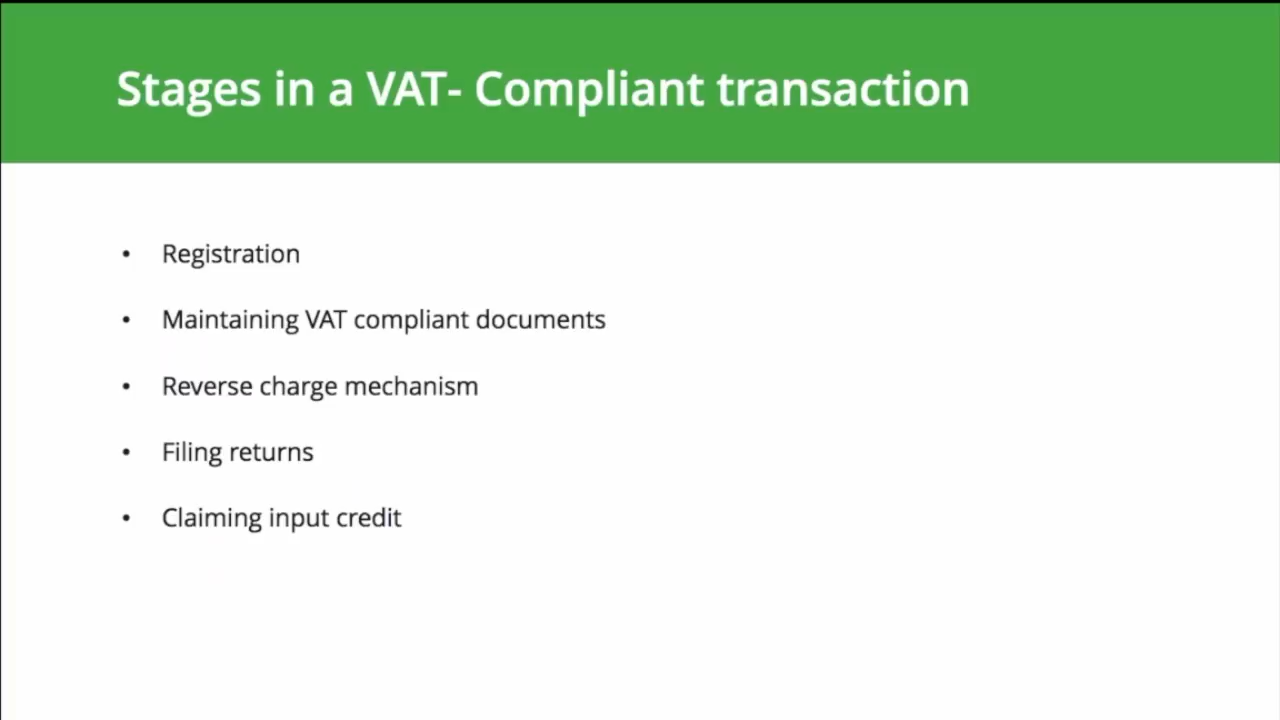 Stages in a VAT- Compliant transaction
• Registration
• Maintaining VAT compliant documents
• Reverse charge mechanism
• Filing returns
• Claiming input credit